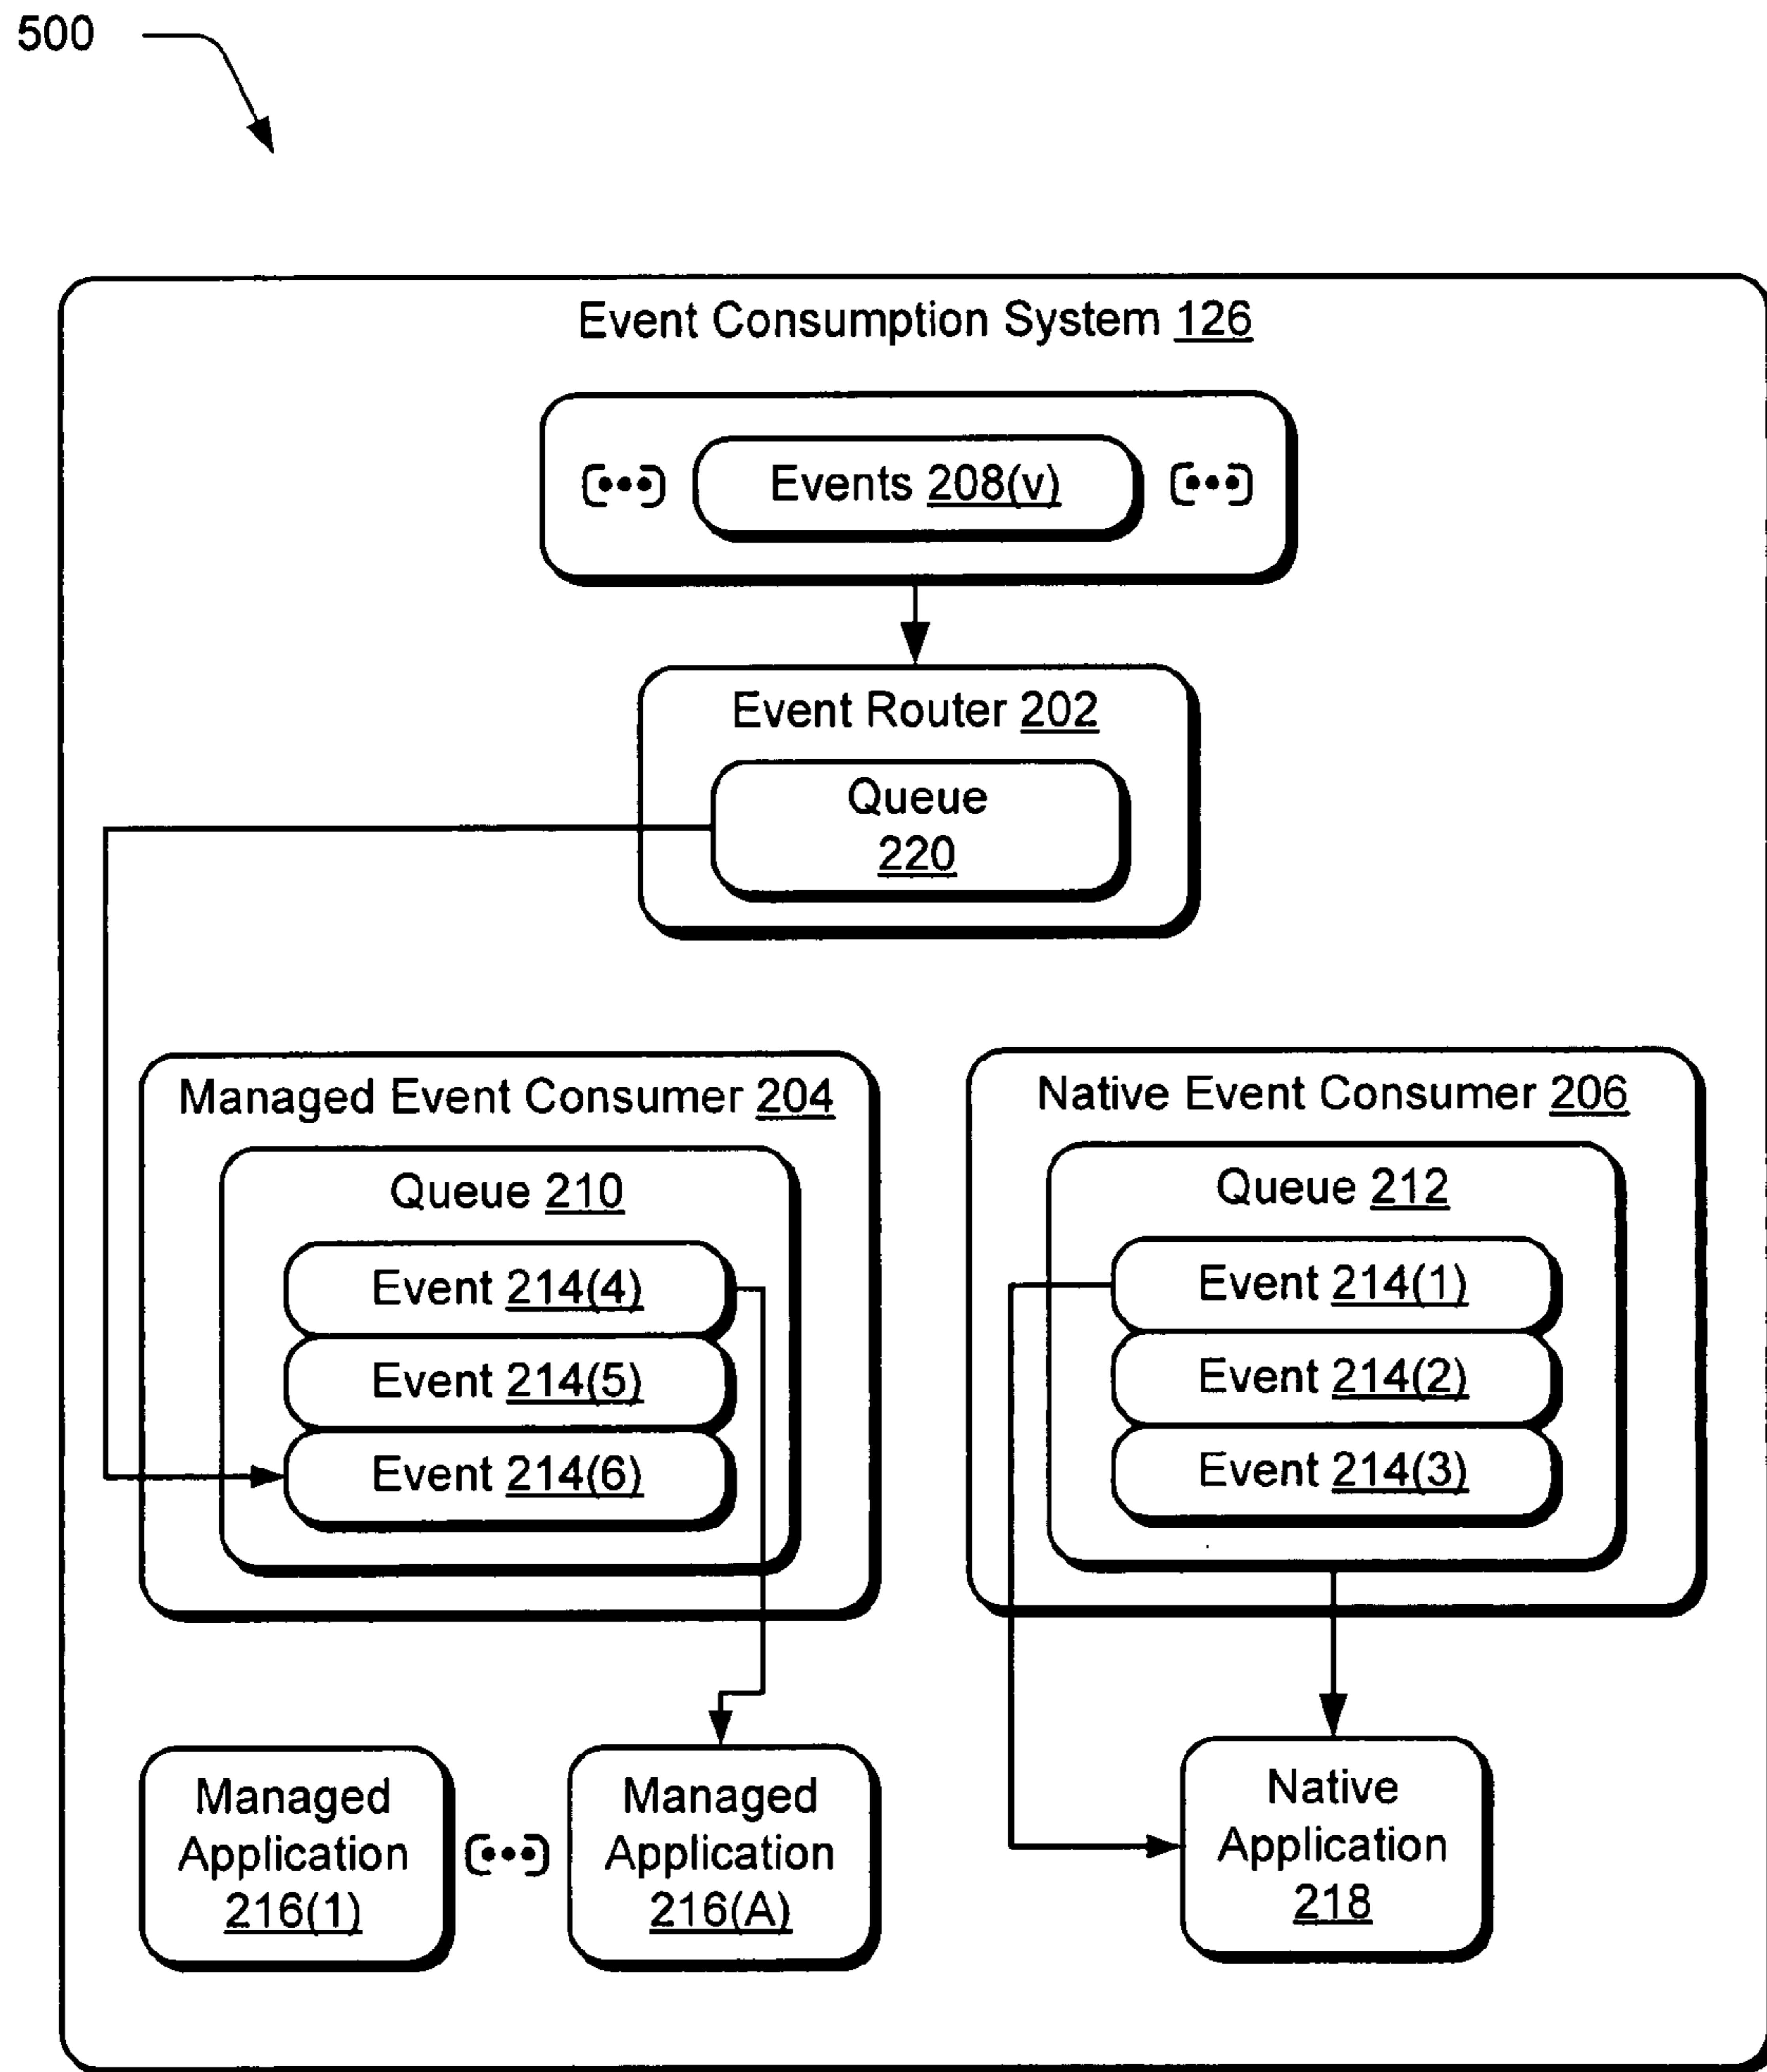 500
Event Consumption System 126
Events 208(v)
Event Router 202
Queue
220
Managed Event Consumer 204
Queue 210
Event 214(4)
Event 214(5)
Event 214(6)
Native Event Consumer 206
Queue 212
Event 214(1)
Event 214(2)
Event 214(3)
Managed
Application
216(1)
Managed
Application
216(A)
Native
Application
218